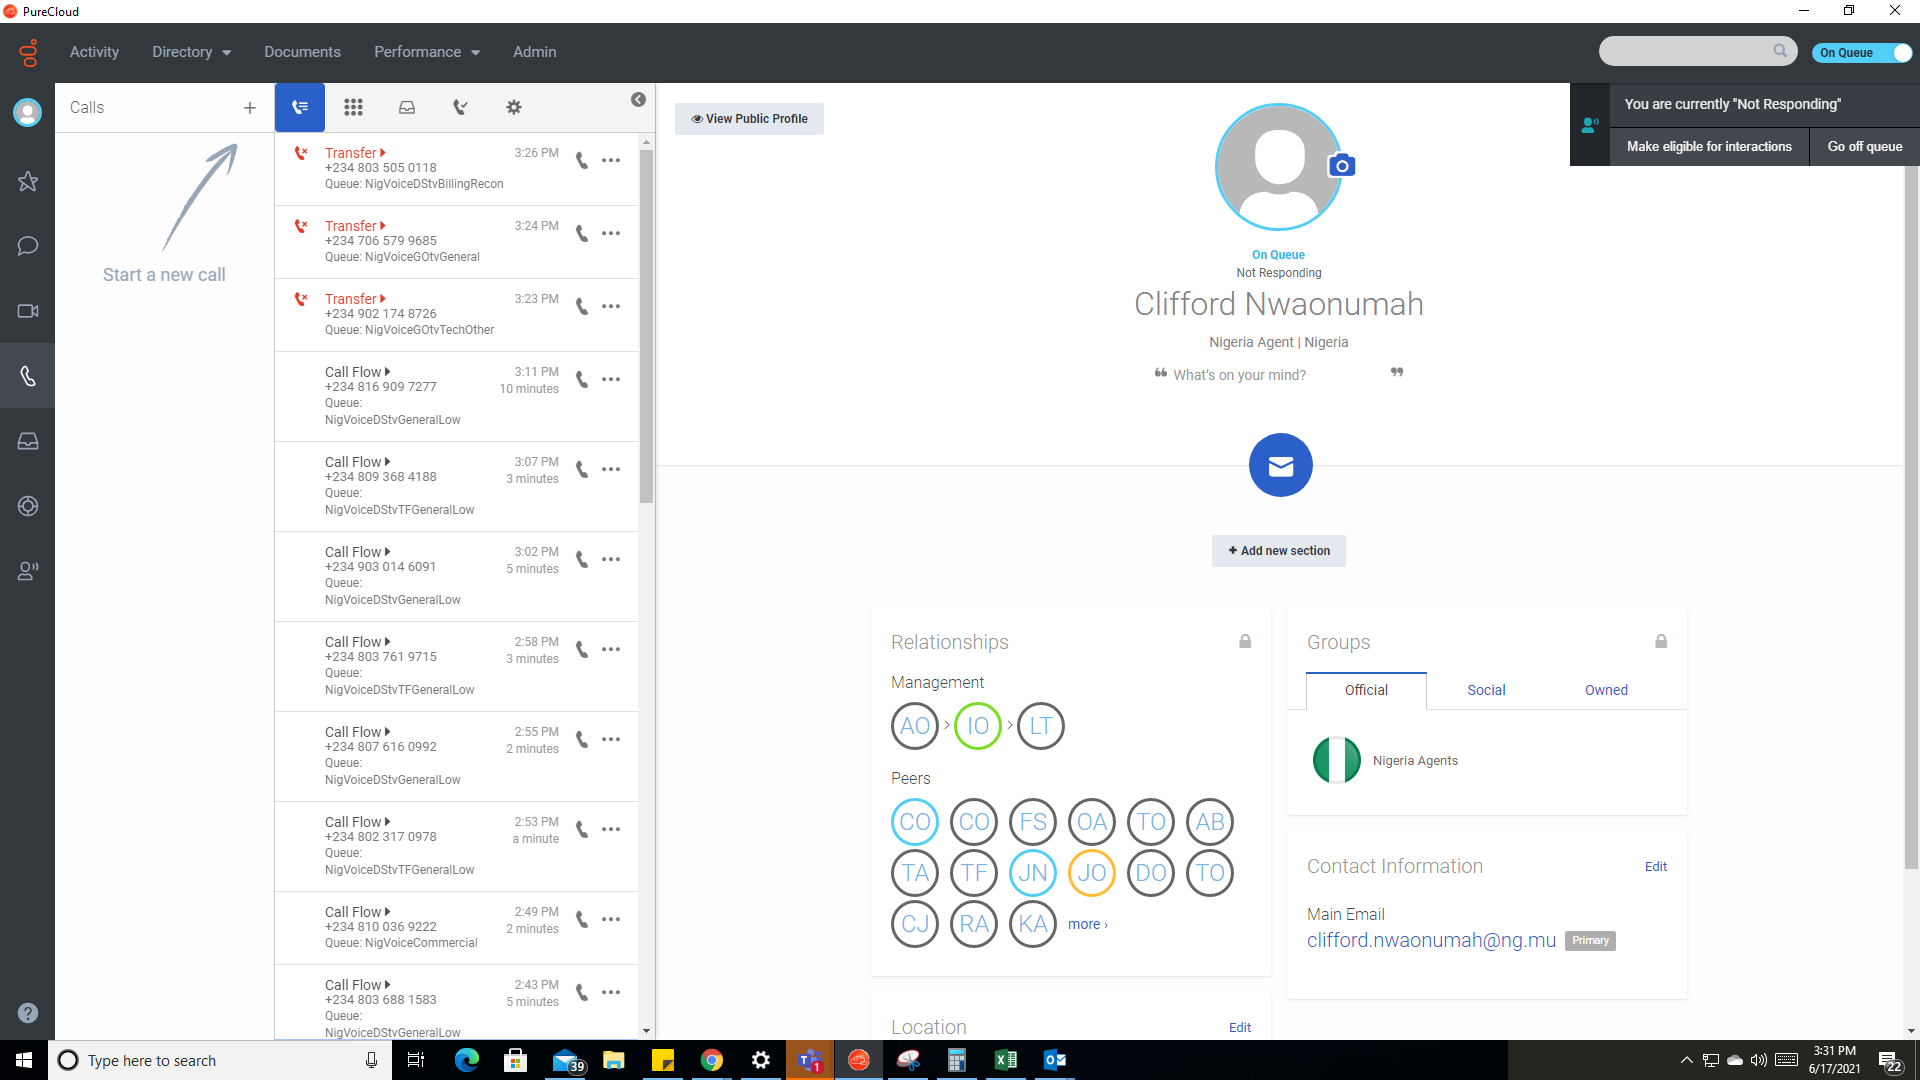 PureCloud
Activity
Directory
Documents
Performance
Admin
On Queue
Calls
Start a new call
Transfer
3:26 PM
+234 803 505 0118
Queue: NigVoiceDStvBillingRecon
Transfer
3:24 PM
+234 706 579 9685
Queue: NigVoiceGOtvGeneral
Transfer
3:23 PM
+234 902 174 8726
Queue: NigVoiceGOtvTechOther
Call Flow
3:11 PM
+234 816 909 7277
10 minutes
Queue:
NigVoiceDStvGeneralLow
Call Flow
3:07 PM
+234 809 368 4188
3 minutes
Queue:
NigVoiceDStvTFGeneralLow
Call Flow
3:02 PM
+234 903 014 6091
5 minutes
Queue:
NigVoiceDStvGeneralLow
Call Flow
2:58 PM
+234 803 761 9715
3 minutes
Queue:
NigVoiceDStvTFGeneralLow
Call Flow
2:55 PM
+234 807 616 0992
2 minutes
Queue:
NigVoiceDStvGeneralLow
Call Flow
2:53 PM
+234 802 317 0978
a minute
Queue:
NigVoiceDStvTFGeneralLow
Call Flow
2:49 PM
+234 810 036 9222
2 minutes
Queue: NigVoiceCommercial
Call Flow
2:43 PM
+234 803 688 1583
5 minutes
Queue:
NigVoiceDStvGeneralLow
View Public Profile
You are currently "Not Responding"
Make eligible for interactions
Go off queue
On Queue
Not Responding
Clifford Nwaonumah
Nigeria Agent | Nigeria
“ What's on your mind? ”
+ Add new section
Relationships
Management
AO > IO > LT
Peers
CO CO FS OA TO AB
TA TF JN JO DO TO
CJ RA KA more ›
Location
Edit
Groups
Official
Social
Owned
Nigeria Agents
Contact Information
Edit
Main Email
clifford.nwaonumah@ng.mu
Primary
Type here to search
39
1
3:31 PM
6/17/2021
22